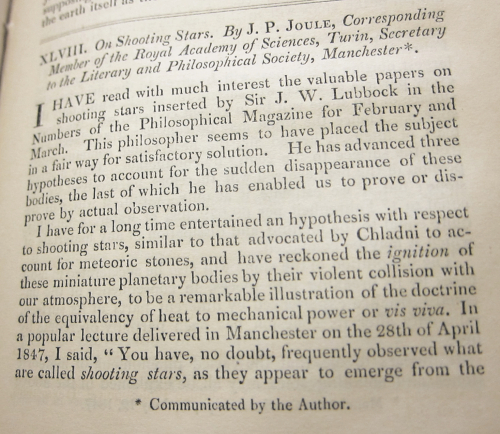 the earth itself as
XLVIII. On Shooting Stars. By J. P. Joule, Corresponding
Member of the Royal Academy of Sciences, Turin, Secretary
to the Literary and Philosophical Society, Manchester*.
I HAVE read with much interest the valuable papers on
shooting stars inserted by Sir J. W. Lubbock in the
Numbers of the Philosophical Magazine for February and
March. This philosopher seems to have placed the subject
in a fair way for satisfactory solution. He has advanced three
hypotheses to account for the sudden disappearance of these
bodies, the last of which he has enabled us to prove or dis-
prove by actual observation.
I have for a long time entertained an hypothesis with respect
to shooting stars, similar to that advocated by Chladni to ac-
count for meteoric stones, and have reckoned the ignition of
these miniature planetary bodies by their violent collision with
our atmosphere, to be a remarkable illustration of the doctrine
of the equivalency of heat to mechanical power or vis viva. In
a popular lecture delivered in Manchester on the 28th of April
1847, I said, “You have, no doubt, frequently observed what
are called shooting stars, as they appear to emerge from the
* Communicated by the Author.